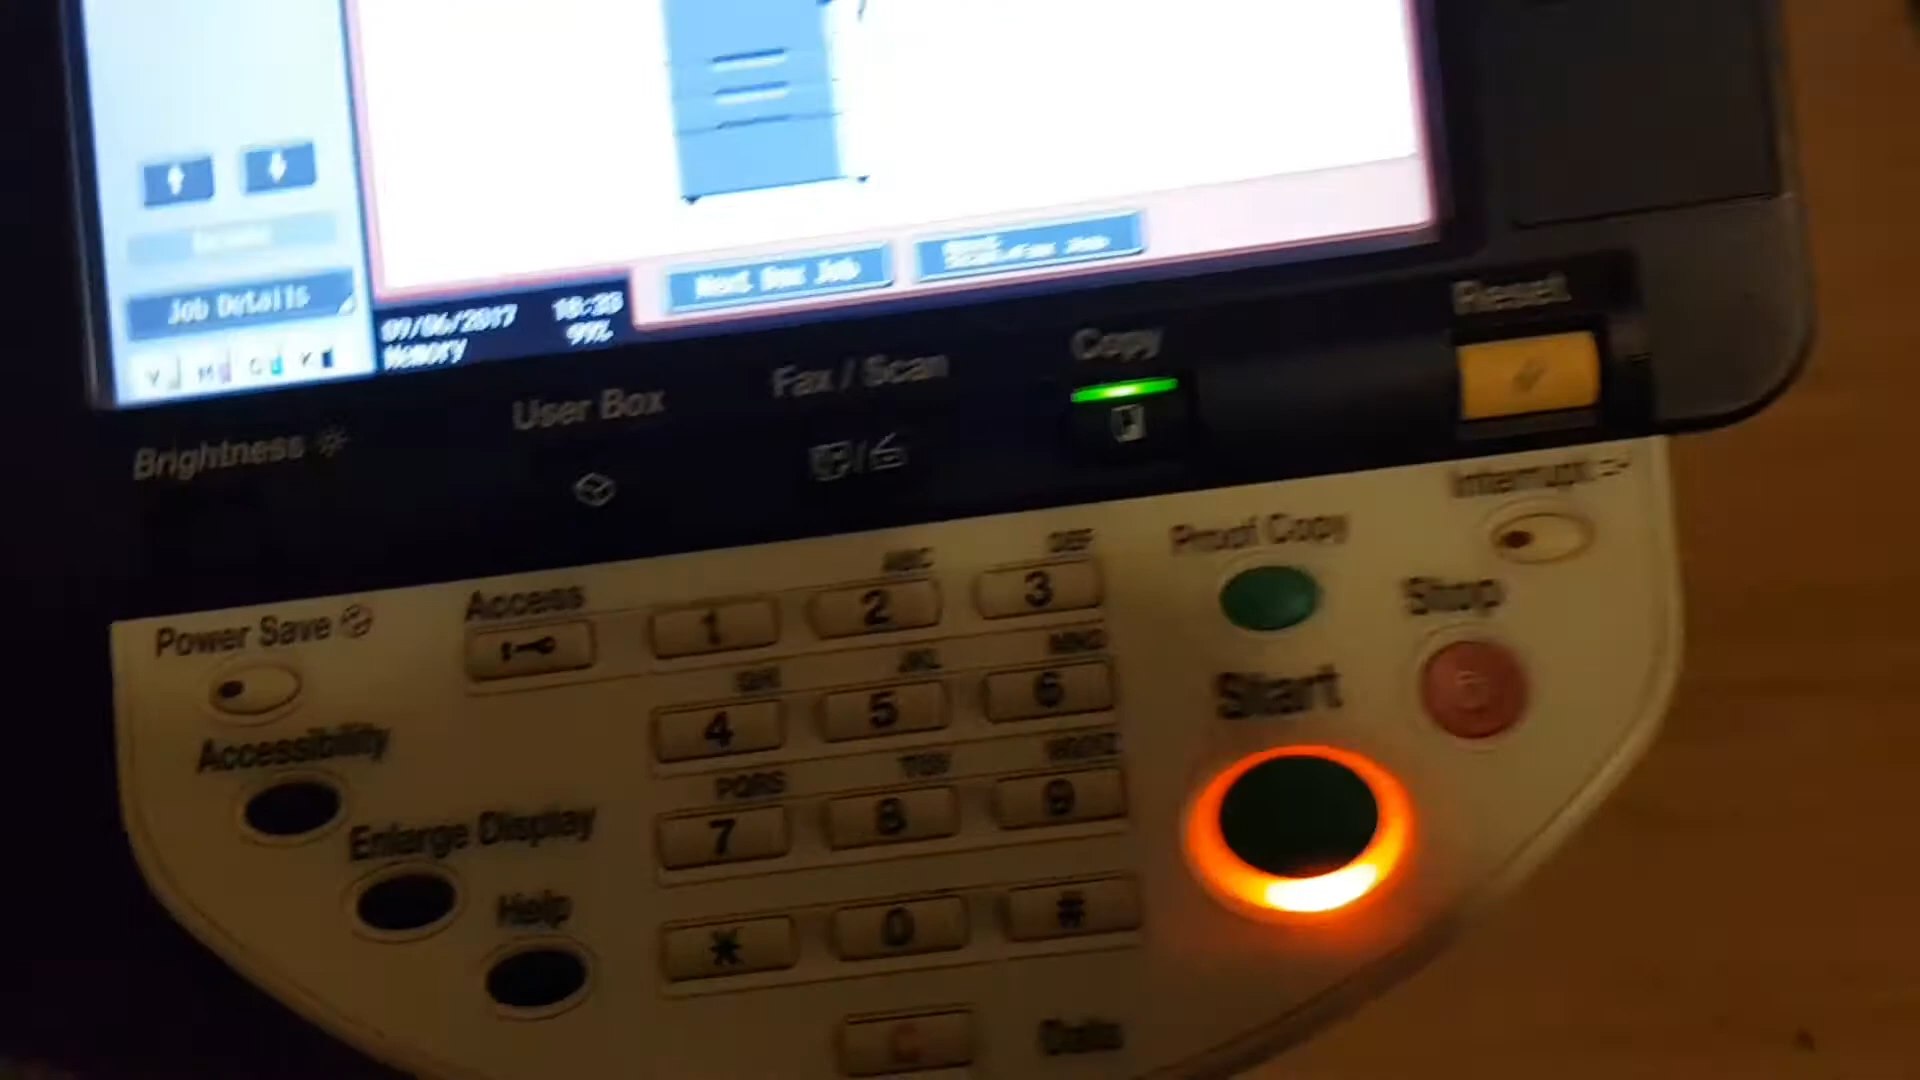 Job Details
Y M C K
09/06/2017 18:33
Memory 99%
Next Box Job
Reset
Copy
Fax / Scan
User Box
Brightness
Interrupt
Proof Copy
Stop
Start
Power Save
Access
Accessibility
Enlarge Display
Help
1
ABC
2
DEF
3
GHI
4
JKL
5
MNO
6
PQRS
7
TUV
8
WXYZ
9
*
0
#
C
Data